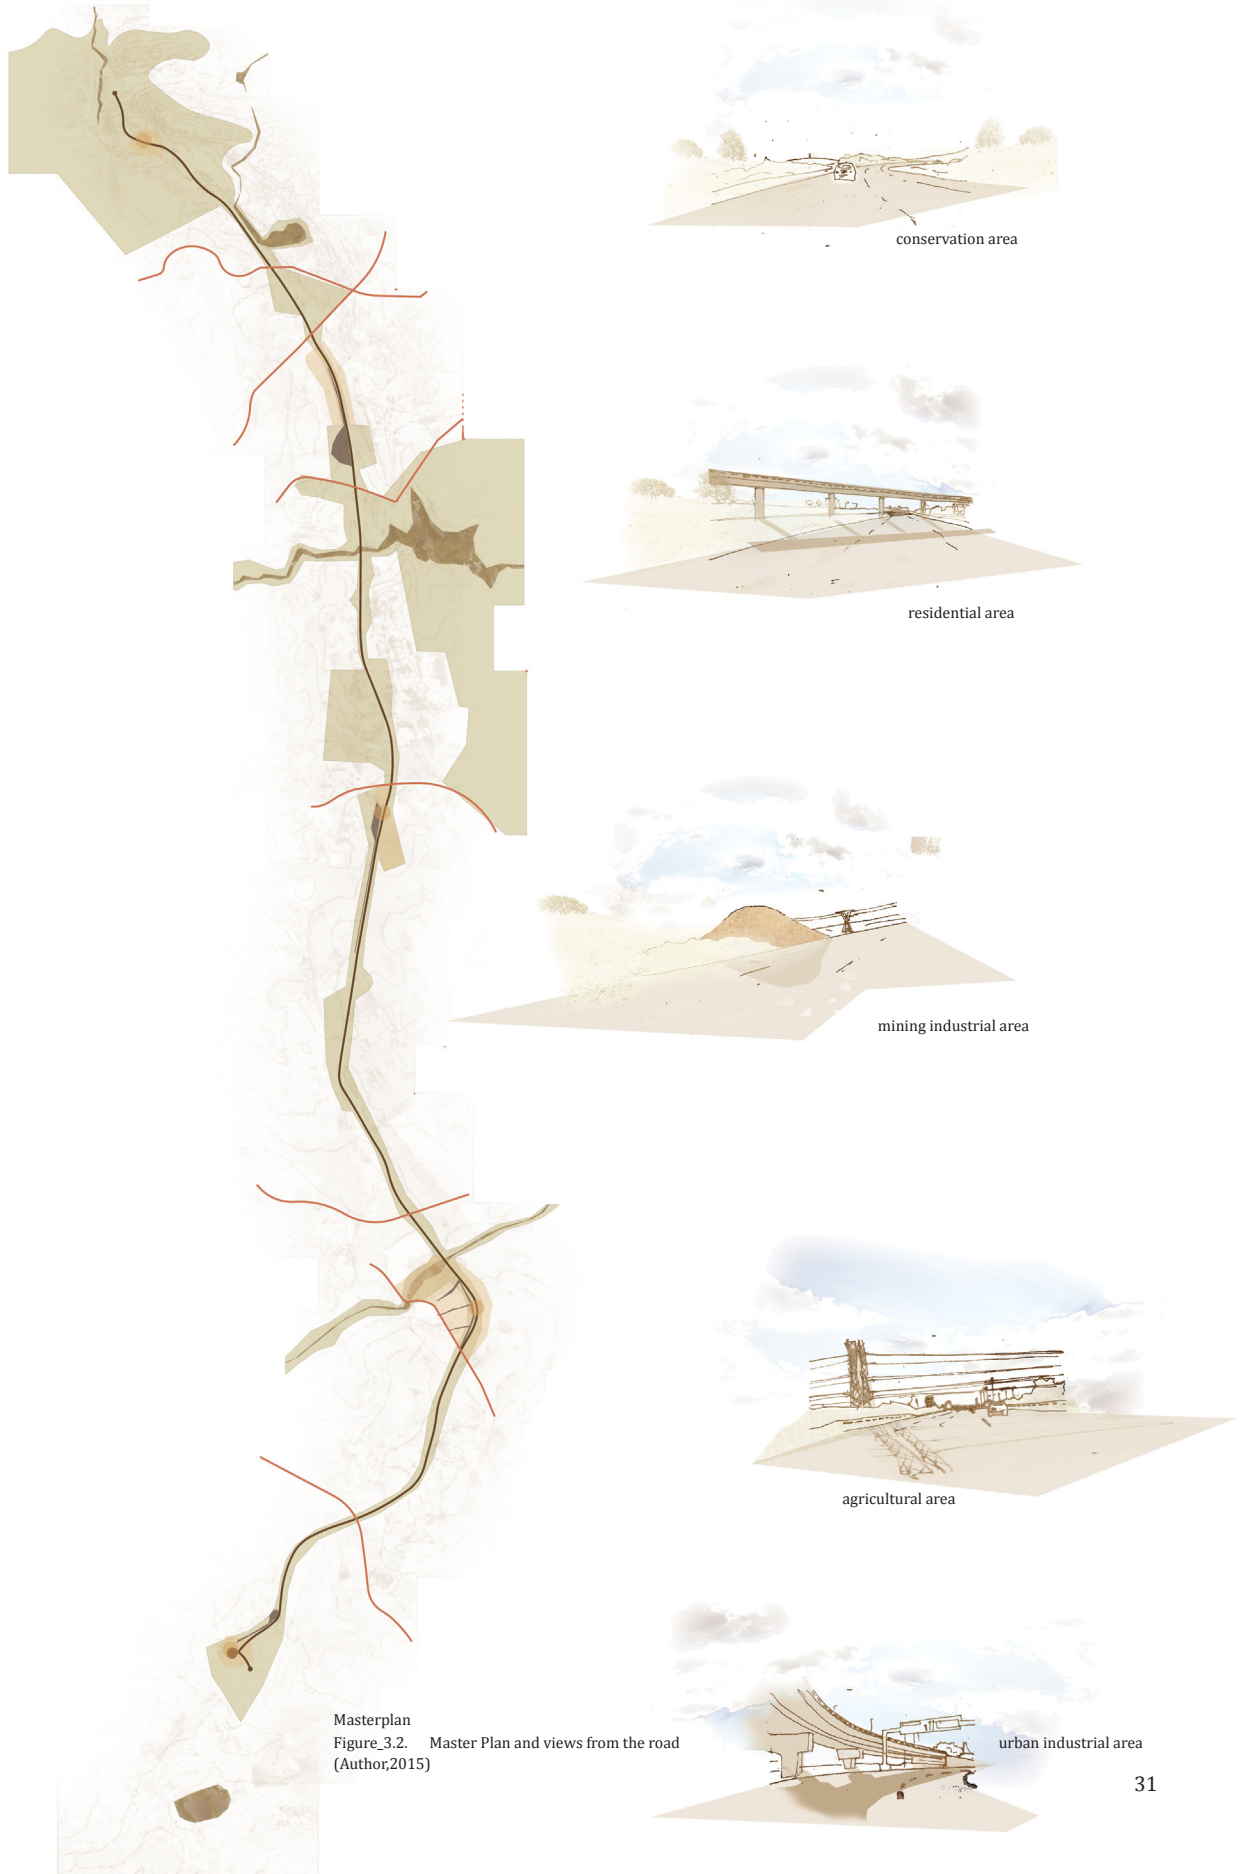 conservation area
residential area
mining industrial area
agricultural area
Masterplan
Figure_3.2. Master Plan and views from the road
(Author,2015)
urban industrial area
31